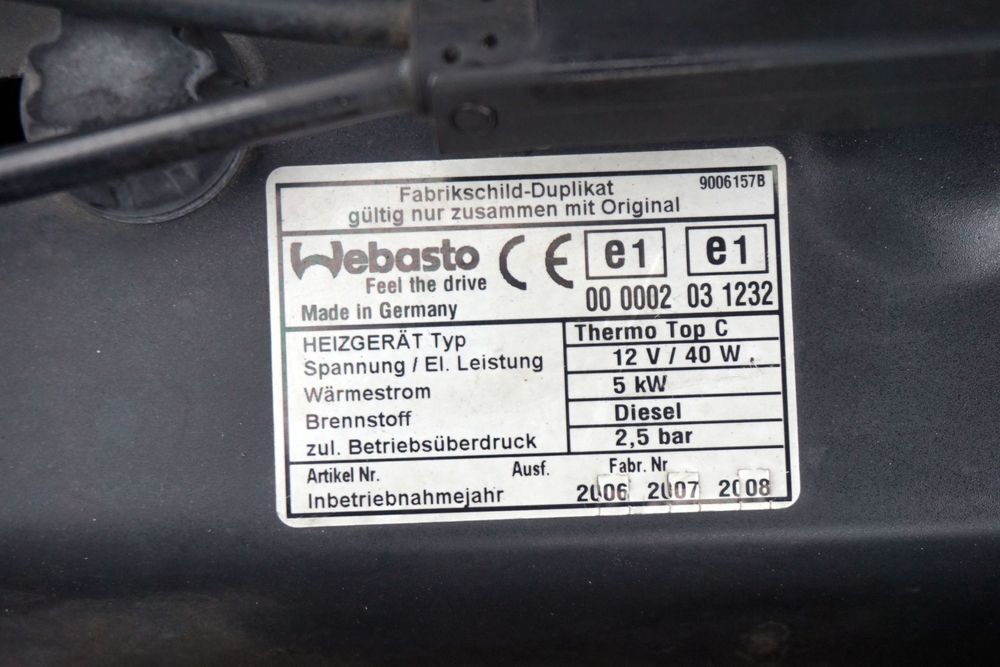 Fabrikschild-Duplikat 9006157B
gültig nur zusammen mit Original
Webasto CE e1 e1
Feel the drive 00 0002 03 1232
Made in Germany
HEIZGERÄT Typ Thermo Top C
Spannung / El. Leistung 12 V / 40 W
Wärmestrom 5 kW
Brennstoff Diesel
zul. Betriebsüberdruck 2,5 bar
Artikel Nr. Ausf. Fabr. Nr
Inbetriebnahmejahr 2006 2007 2008